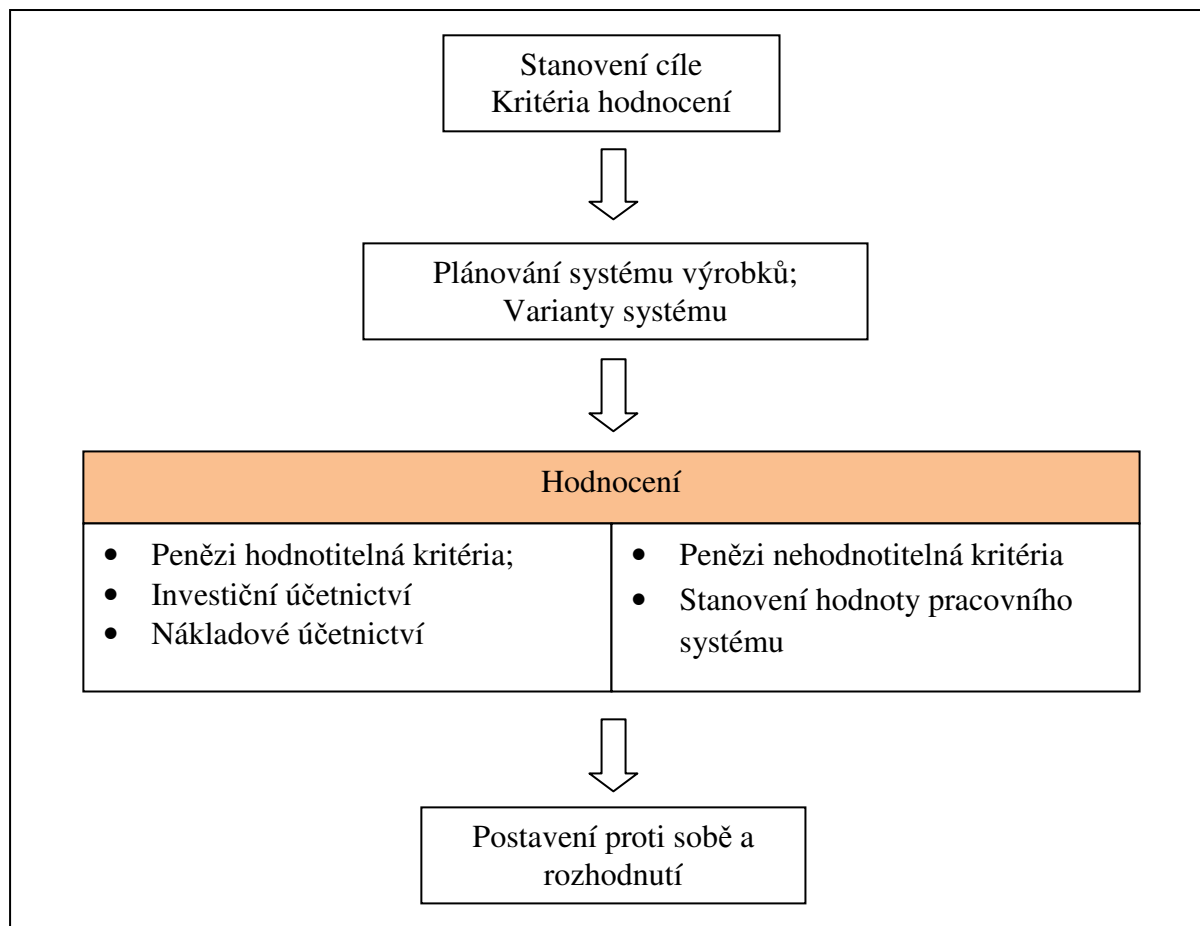 Stanovení cíle
Kritéria hodnocení
Plánování systému výrobků;
Varianty systému
Hodnocení
• Penězi hodnotitelná kritéria;
• Investiční účetnictví
• Nákladové účetnictví
• Penězi nehodnotitelná kritéria
• Stanovení hodnoty pracovního
systému
Postavení proti sobě a
rozhodnutí